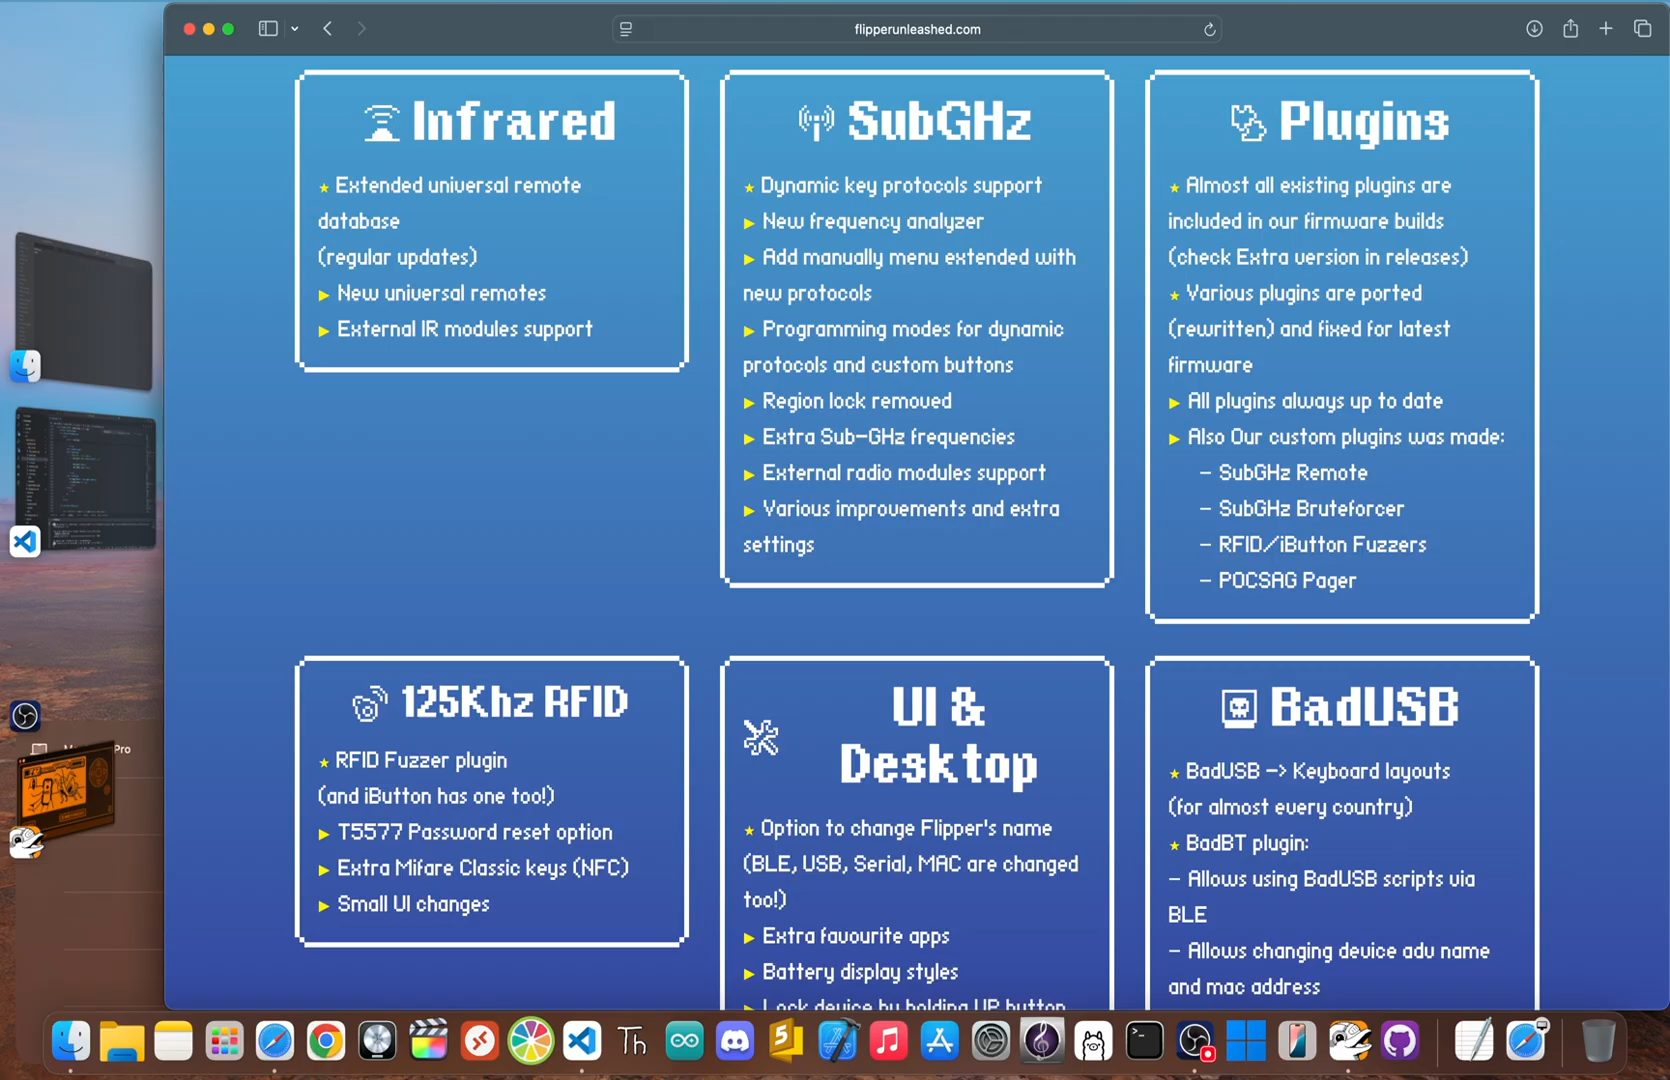 flipperunleashed.com
Infrared
★ Extended universal remote
database
(regular updates)
▶ New universal remotes
▶ External IR modules support
SubGHz
★ Dynamic key protocols support
▶ New frequency analyzer
▶ Add manually menu extended with
new protocols
▶ Programming modes for dynamic
protocols and custom buttons
▶ Region lock removed
▶ Extra Sub-GHz frequencies
▶ External radio modules support
▶ Various improvements and extra
settings
Plugins
★ Almost all existing plugins are
included in our firmware builds
(check Extra version in releases)
★ Various plugins are ported
(rewritten) and fixed for latest
firmware
▶ All plugins always up to date
▶ Also Our custom plugins was made:
- SubGHz Remote
- SubGHz Bruteforcer
- RFID/iButton Fuzzers
- POCSAG Pager
125Khz RFID
★ RFID Fuzzer plugin
(and iButton has one too!)
▶ T5577 Password reset option
▶ Extra Mifare Classic keys (NFC)
▶ Small UI changes
UI &
Desktop
★ Option to change Flipper's name
(BLE, USB, Serial, MAC are changed
too!)
▶ Extra favourite apps
▶ Battery display styles
▶ Lock device by holding UP button
BadUSB
★ BadUSB -> Keyboard layouts
(for almost every country)
★ BadBT plugin:
- Allows using BadUSB scripts via
BLE
- Allows changing device adv name
and mac address
Pro
Th
5